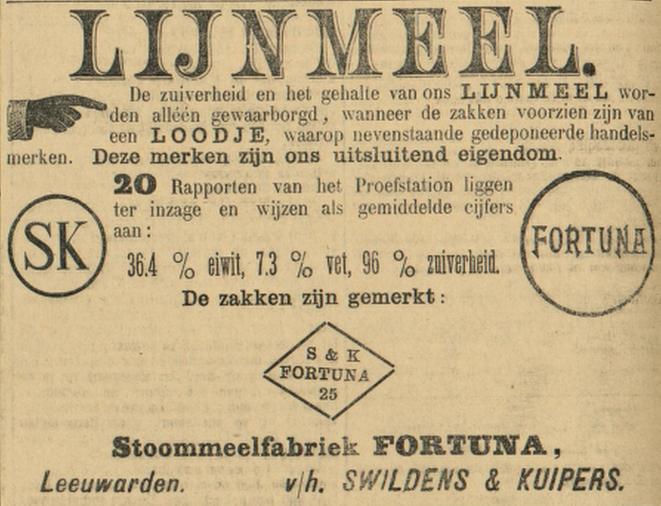 LIJNMEEL.
De zuiverheid en het gehalte van ons LIJNMEEL wor-
den alléén gewaarborgd, wanneer de zakken voorzien zijn van
een LOODJE, waarop nevenstaande gedeponeerde handels-
merken. Deze merken zijn ons uitsluitend eigendom.
20 Rapporten van het Proefstation liggen
ter inzage en wijzen als gemiddelde cijfers
aan:
SK
FORTUNA
36.4 % eiwit, 7.3 % vet, 96 % zuiverheid.
De zakken zijn gemerkt:
S & K
FORTUNA
25
Stoommeelfabriek FORTUNA,
Leeuwarden. v/h. SWILDENS & KUIPERS.